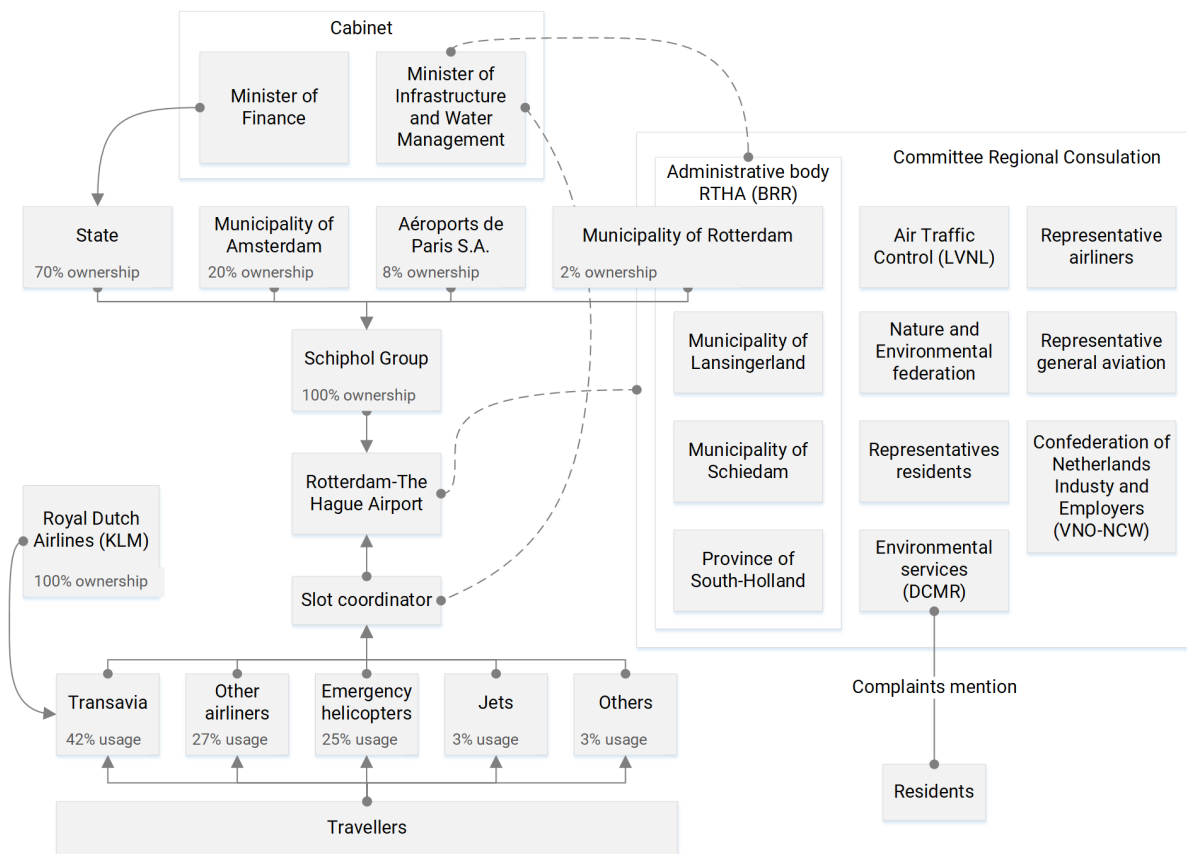 Cabinet
Minister of
Finance
Minister of
Infrastructure
and Water
Management
Committee Regional Consulation
Administrative body
RTHA (BRR)
State
70% ownership
Municipality of
Amsterdam
20% ownership
Aéroports de
Paris S.A.
8% ownership
Municipality of Rotterdam
2% ownership
Air Traffic
Control (LVNL)
Representative
airliners
Schiphol Group
100% ownership
Municipality of
Lansingerland
Nature and
Environmental
federation
Representative
general aviation
Rotterdam-The
Hague Airport
Municipality of
Schiedam
Representatives
residents
Confederation of
Netherlands
Industy and
Employers
(VNO-NCW)
Royal Dutch
Airlines (KLM)
100% ownership
Slot coordinator
Province of
South-Holland
Environmental
services
(DCMR)
Transavia
42% usage
Other
airliners
27% usage
Emergency
helicopters
25% usage
Jets
3% usage
Others
3% usage
Complaints mention
Residents
Travellers